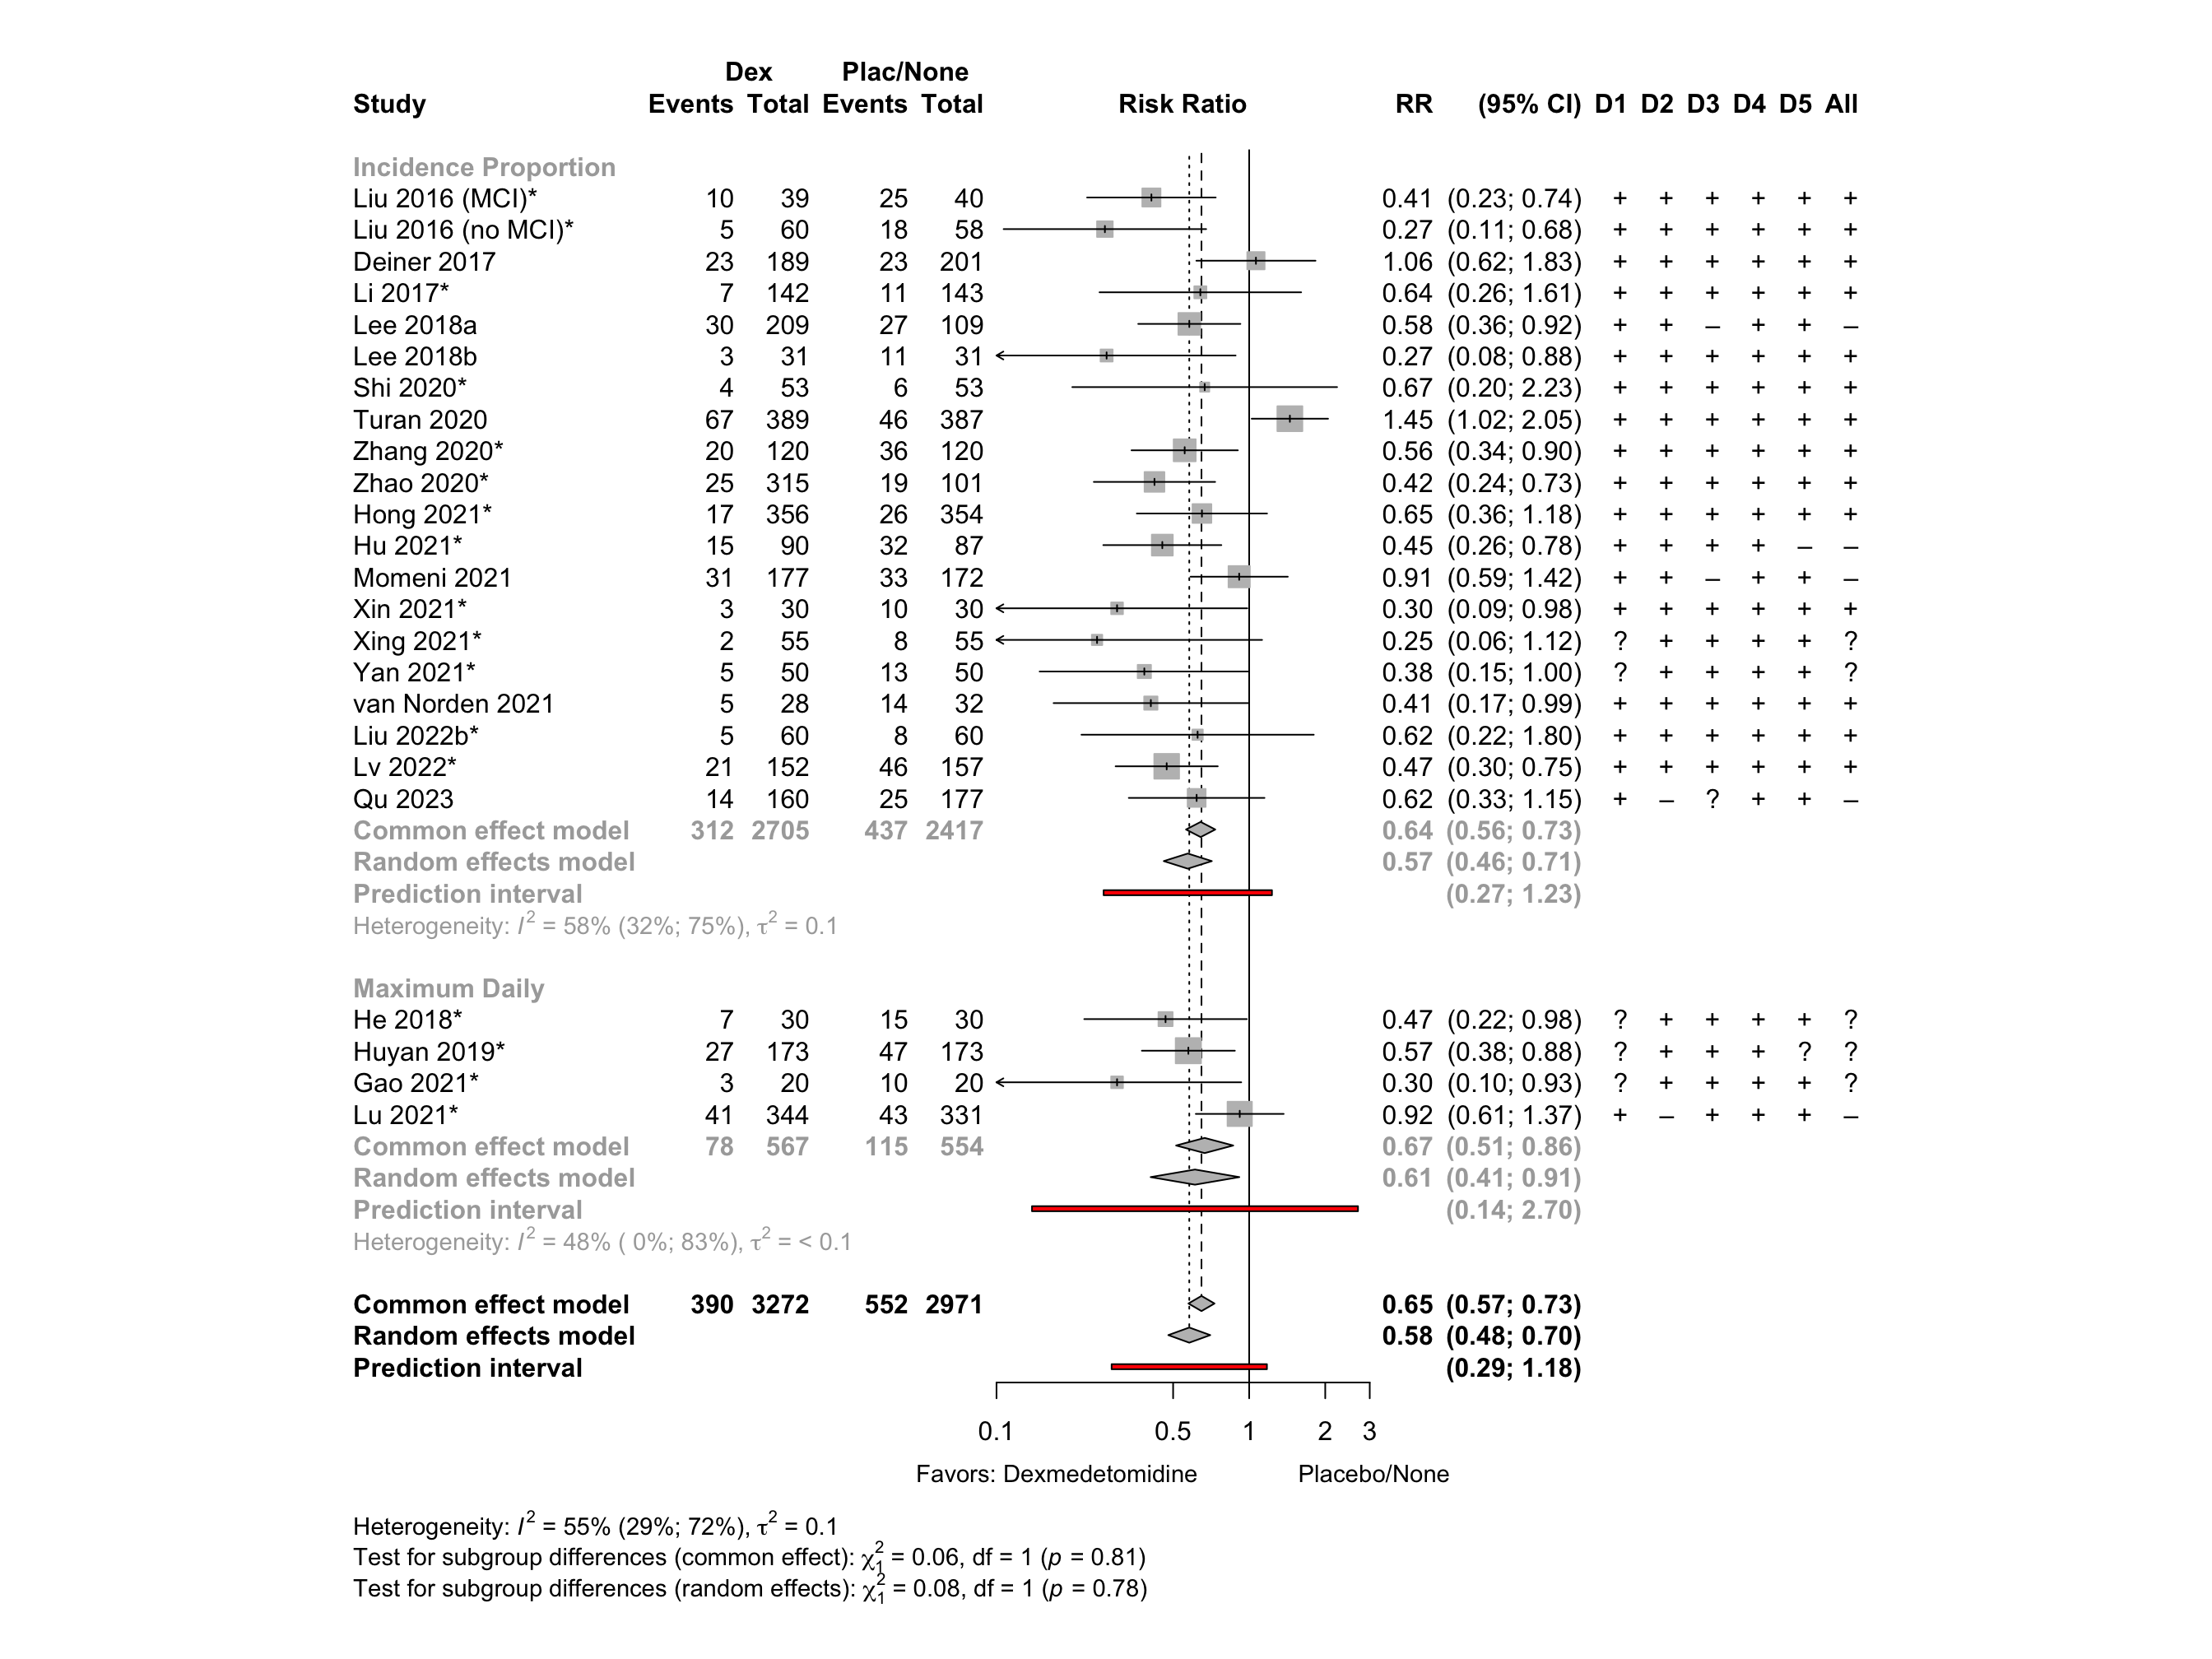 Dex Plac/None
Study Events Total Events Total Risk Ratio RR (95% CI) D1 D2 D3 D4 D5 All
Incidence Proportion
Liu 2016 (MCI)* 10 39 25 40 0.41 (0.23; 0.74) + + + + + +
Liu 2016 (no MCI)* 5 60 18 58 0.27 (0.11; 0.68) + + + + + +
Deiner 2017 23 189 23 201 1.06 (0.62; 1.83) + + + + + +
Li 2017* 7 142 11 143 0.64 (0.26; 1.61) + + + + + +
Lee 2018a 30 209 27 109 0.58 (0.36; 0.92) + + – + + –
Lee 2018b 3 31 11 31 0.27 (0.08; 0.88) + + + + + +
Shi 2020* 4 53 6 53 0.67 (0.20; 2.23) + + + + + +
Turan 2020 67 389 46 387 1.45 (1.02; 2.05) + + + + + +
Zhang 2020* 20 120 36 120 0.56 (0.34; 0.90) + + + + + +
Zhao 2020* 25 315 19 101 0.42 (0.24; 0.73) + + + + + +
Hong 2021* 17 356 26 354 0.65 (0.36; 1.18) + + + + + +
Hu 2021* 15 90 32 87 0.45 (0.26; 0.78) + + + + – –
Momeni 2021 31 177 33 172 0.91 (0.59; 1.42) + + – + + –
Xin 2021* 3 30 10 30 0.30 (0.09; 0.98) + + + + + +
Xing 2021* 2 55 8 55 0.25 (0.06; 1.12) ? + + + + ?
Yan 2021* 5 50 13 50 0.38 (0.15; 1.00) ? + + + + ?
van Norden 2021 5 28 14 32 0.41 (0.17; 0.99) + + + + + +
Liu 2022b* 5 60 8 60 0.62 (0.22; 1.80) + + + + + +
Lv 2022* 21 152 46 157 0.47 (0.30; 0.75) + + + + + +
Qu 2023 14 160 25 177 0.62 (0.33; 1.15) + – ? + + –
Common effect model 312 2705 437 2417 0.64 (0.56; 0.73)
Random effects model 0.57 (0.46; 0.71)
Prediction interval (0.27; 1.23)
Heterogeneity: I² = 58% (32%; 75%), τ² = 0.1
Maximum Daily
He 2018* 7 30 15 30 0.47 (0.22; 0.98) ? + + + + ?
Huyan 2019* 27 173 47 173 0.57 (0.38; 0.88) ? + + + ? ?
Gao 2021* 3 20 10 20 0.30 (0.10; 0.93) ? + + + + ?
Lu 2021* 41 344 43 331 0.92 (0.61; 1.37) + – + + + –
Common effect model 78 567 115 554 0.67 (0.51; 0.86)
Random effects model 0.61 (0.41; 0.91)
Prediction interval (0.14; 2.70)
Heterogeneity: I² = 48% ( 0%; 83%), τ² = < 0.1
Common effect model 390 3272 552 2971 0.65 (0.57; 0.73)
Random effects model 0.58 (0.48; 0.70)
Prediction interval (0.29; 1.18)
0.1 0.5 1 2 3
Favors: Dexmedetomidine Placebo/None
Heterogeneity: I² = 55% (29%; 72%), τ² = 0.1
Test for subgroup differences (common effect): χ²₁ = 0.06, df = 1 (p = 0.81)
Test for subgroup differences (random effects): χ²₁ = 0.08, df = 1 (p = 0.78)